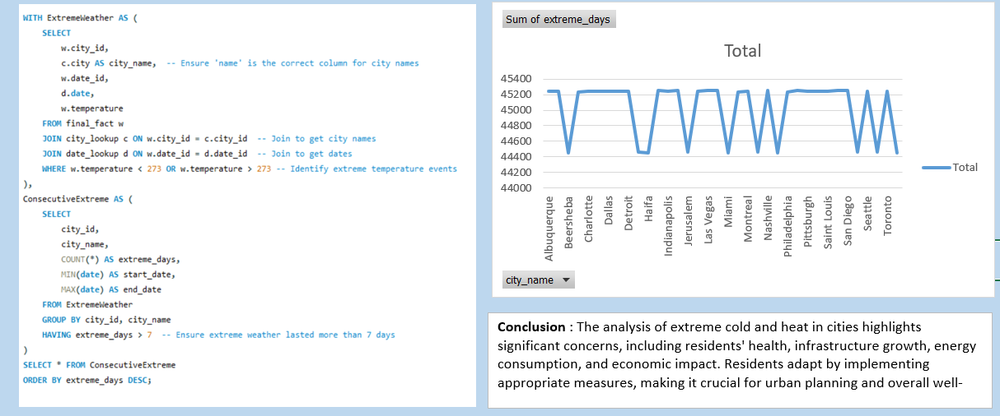 WITH ExtremeWeather AS (
SELECT
w.city_id,
c.city AS city_name,  -- Ensure 'name' is the correct column for city names
w.date_id,
d.date,
w.temperature
FROM final_fact w
JOIN city_lookup c ON w.city_id = c.city_id  -- Join to get city names
JOIN date_lookup d ON w.date_id = d.date_id  -- Join to get dates
WHERE w.temperature < 273 OR w.temperature > 273 -- Identify extreme temperature events
),
ConsecutiveExtreme AS (
SELECT
city_id,
city_name,
COUNT(*) AS extreme_days,
MIN(date) AS start_date,
MAX(date) AS end_date
FROM ExtremeWeather
GROUP BY city_id, city_name
HAVING extreme_days > 7  -- Ensure extreme weather lasted more than 7 days
)
SELECT * FROM ConsecutiveExtreme
ORDER BY extreme_days DESC;
Sum of extreme_days
Total
45400
45200
45000
44800
44600
44400
44200
44000
Albuquerque
Beersheba
Charlotte
Dallas
Detroit
Haifa
Indianapolis
Jerusalem
Las Vegas
Miami
Montreal
Nashville
Philadelphia
Pittsburgh
Saint Louis
San Diego
Seattle
Toronto
Total
city_name
Conclusion : The analysis of extreme cold and heat in cities highlights
significant concerns, including residents' health, infrastructure growth, energy
consumption, and economic impact. Residents adapt by implementing
appropriate measures, making it crucial for urban planning and overall well-